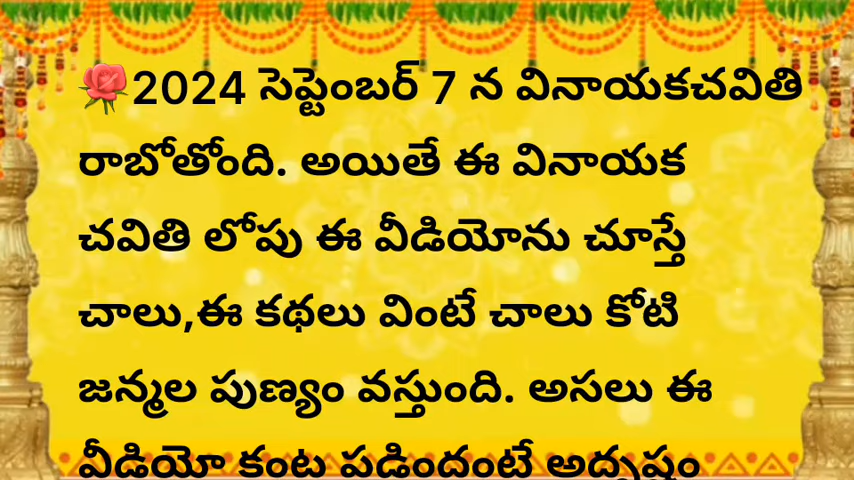 🌹2024 సెప్టెంబర్ 7 న వినాయకచవితి
రాబోతోంది. అయితే ఈ వినాయక
చవితి లోపు ఈ వీడియోను చూస్తే
చాలు,ఈ కథలు వింటే చాలు కోటి
జన్మల పుణ్యం వస్తుంది. అసలు ఈ
వీడియో కంట పడిందంటే అదృష్టం